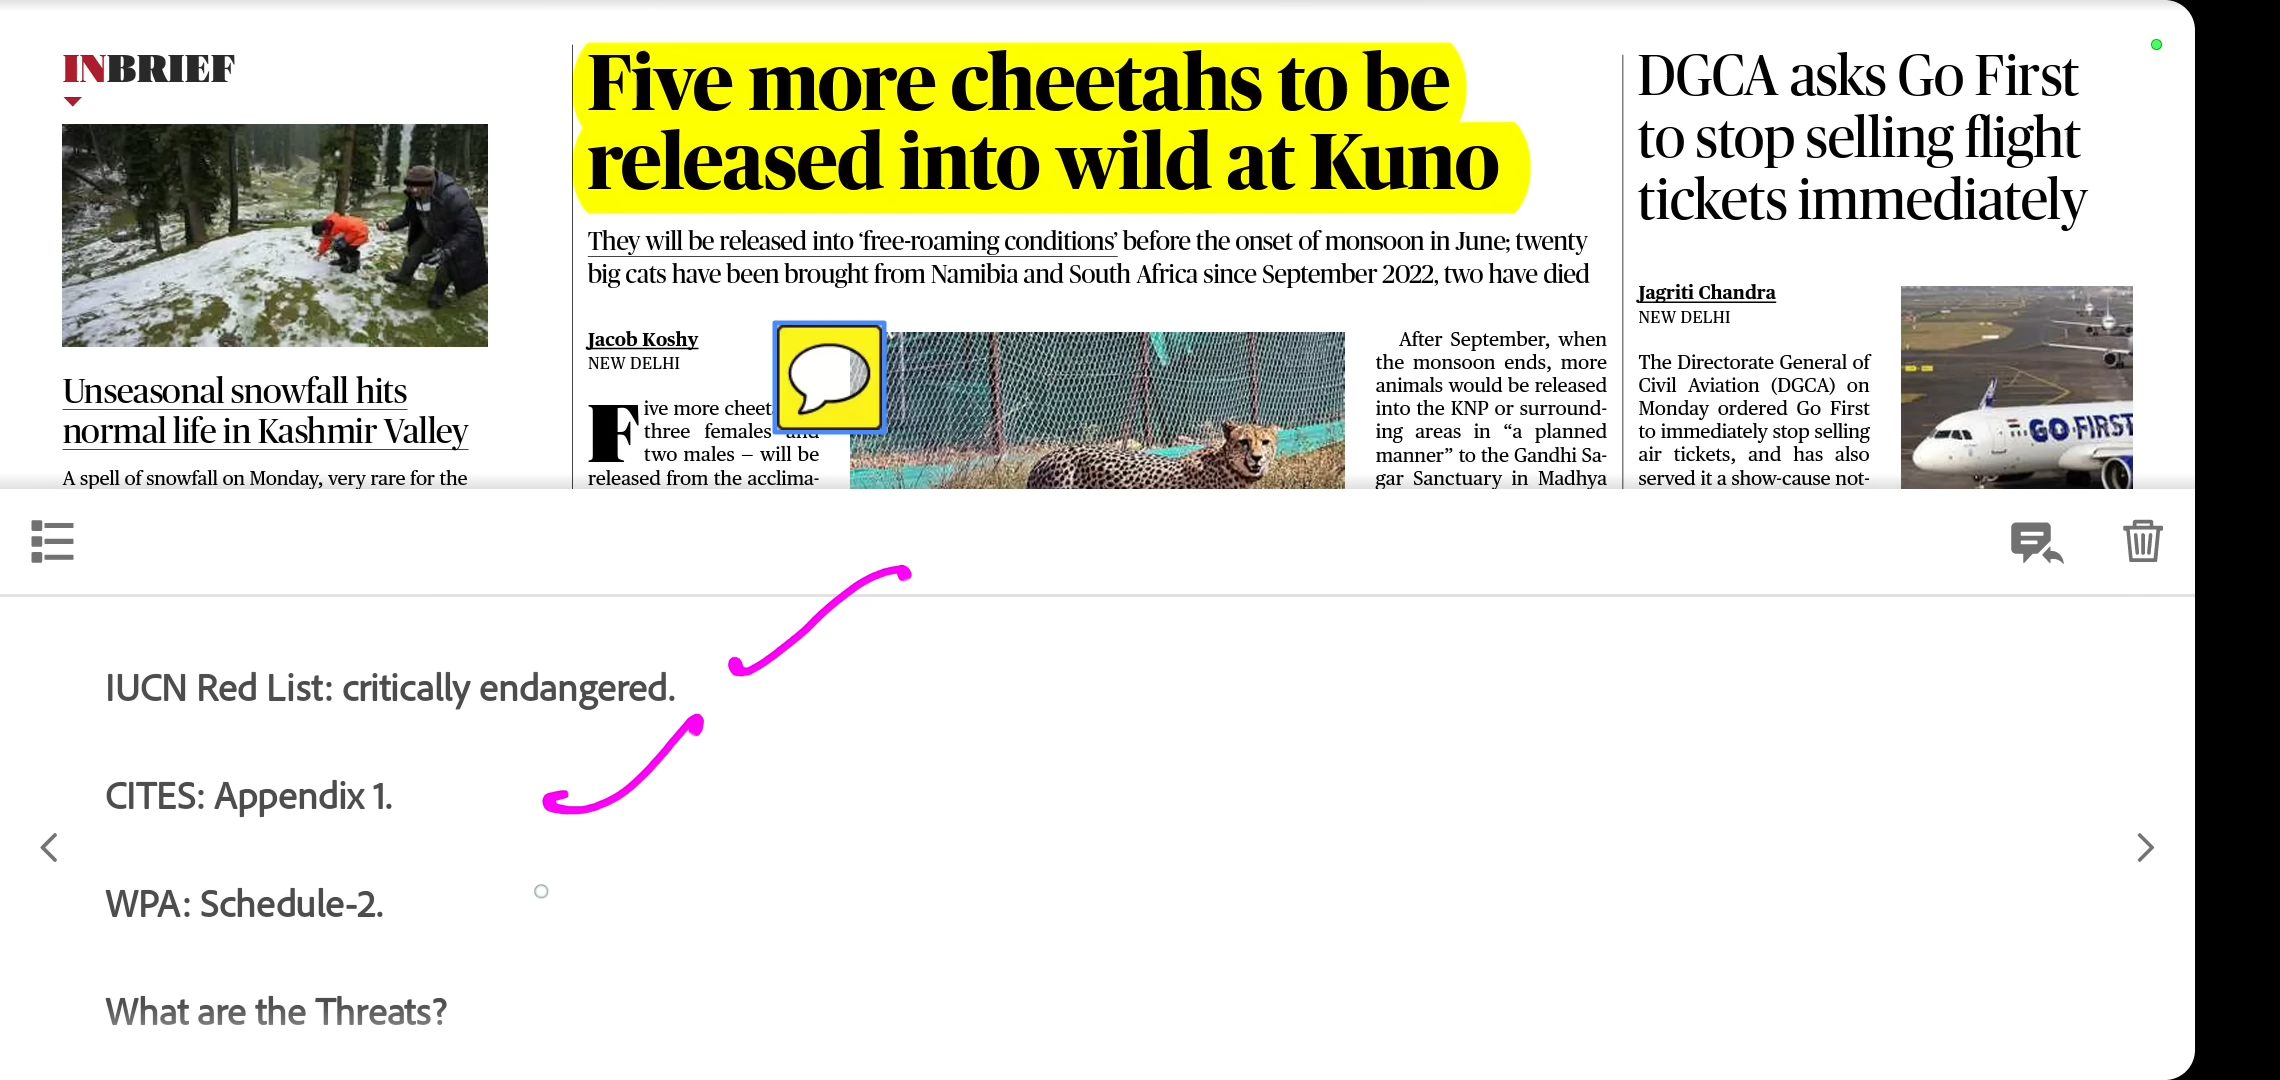 INBRIEF
Unseasonal snowfall hits
normal life in Kashmir Valley
A spell of snowfall on Monday, very rare for the
Five more cheetahs to be
released into wild at Kuno
They will be released into ‘free-roaming conditions’ before the onset of monsoon in June; twenty
big cats have been brought from Namibia and South Africa since September 2022, two have died
Jacob Koshy
NEW DELHI
Five more cheet
three females and
two males – will be
released from the acclima-
After September, when
the monsoon ends, more
animals would be released
into the KNP or surround-
ing areas in “a planned
manner” to the Gandhi Sa-
gar Sanctuary in Madhya
DGCA asks Go First
to stop selling flight
tickets immediately
Jagriti Chandra
NEW DELHI
The Directorate General of
Civil Aviation (DGCA) on
Monday ordered Go First
to immediately stop selling
air tickets, and has also
served it a show-cause not-
GO FIRST
IUCN Red List: critically endangered.
CITES: Appendix 1.
WPA: Schedule-2.
What are the Threats?